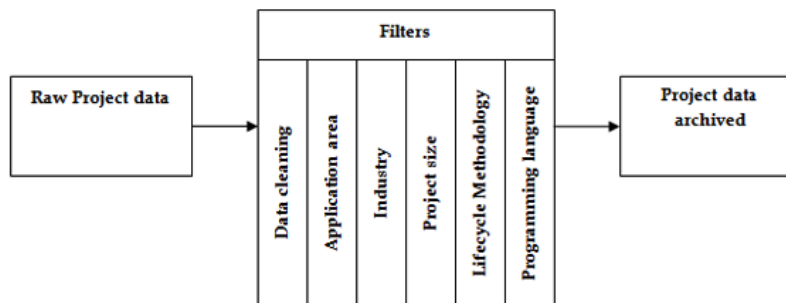 Filters
Raw Project data
Data cleaning
Application area
Industry
Project size
Lifecycle Methodology
Programming language
Project data
archived